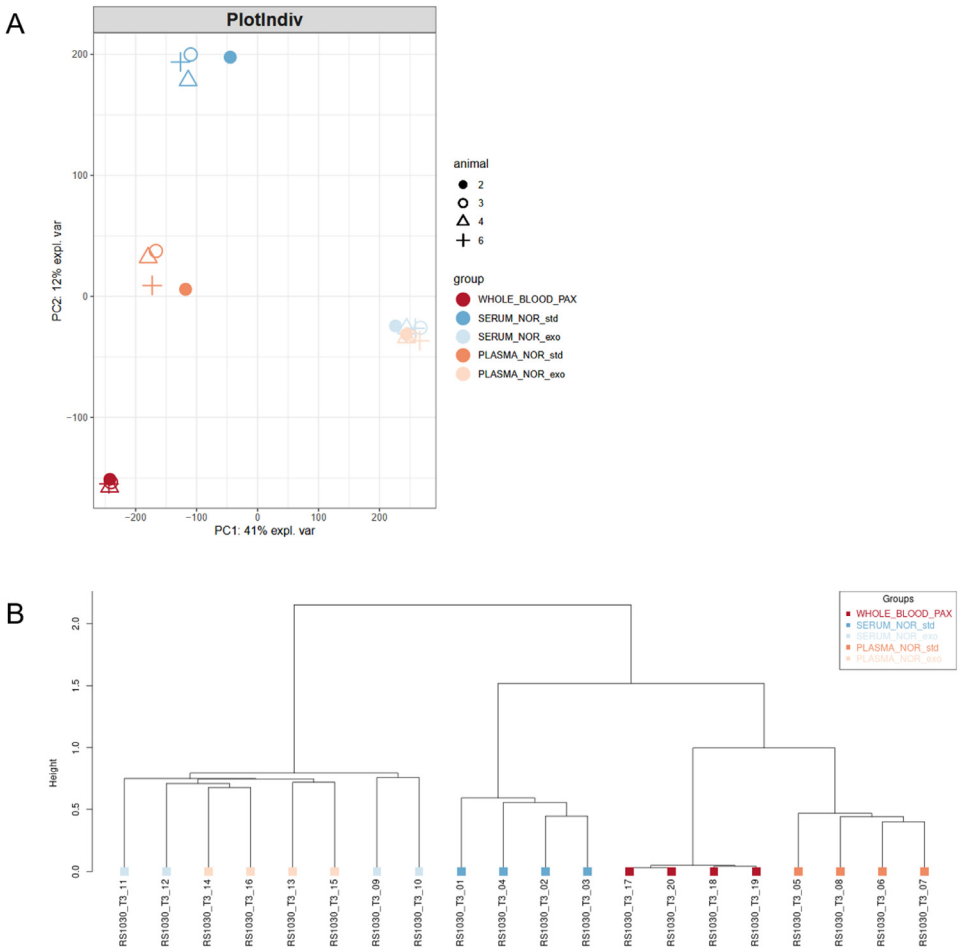 A
PlotIndiv
200
100
0
−100
PC2: 12% expl. var
−200
−100
0
100
200
PC1: 41% expl. var
animal
2
3
4
6
group
WHOLE_BLOOD_PAX
SERUM_NOR_std
SERUM_NOR_exo
PLASMA_NOR_std
PLASMA_NOR_exo
B
Height
2.0
1.5
1.0
0.5
0.0
Groups
WHOLE_BLOOD_PAX
SERUM_NOR_std
SERUM_NOR_exo
PLASMA_NOR_std
PLASMA_NOR_exo
RS1030_T3_11
RS1030_T3_12
RS1030_T3_14
RS1030_T3_16
RS1030_T3_13
RS1030_T3_15
RS1030_T3_09
RS1030_T3_10
RS1030_T3_01
RS1030_T3_04
RS1030_T3_02
RS1030_T3_03
RS1030_T3_17
RS1030_T3_20
RS1030_T3_18
RS1030_T3_19
RS1030_T3_05
RS1030_T3_08
RS1030_T3_06
RS1030_T3_07